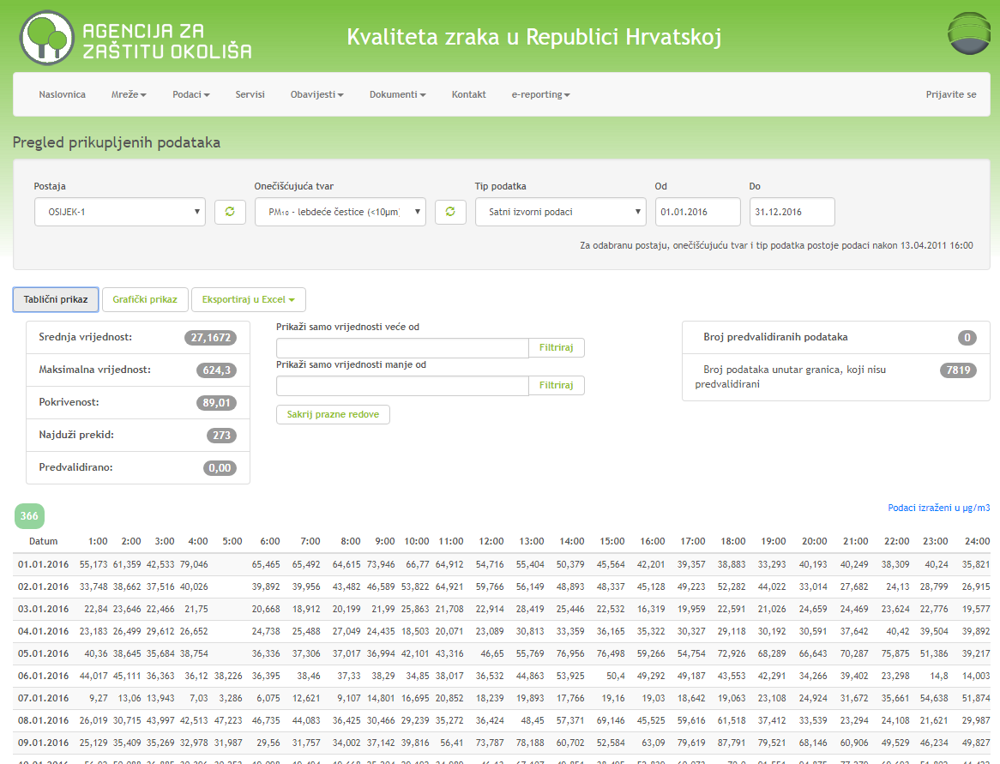 AGENCIJA ZA
ZAŠTITU OKOLIŠA
Kvaliteta zraka u Republici Hrvatskoj
Naslovnica Mreže Podaci Servisi Obavijesti Dokumenti Kontakt e-reporting Prijavite se
Pregled prikupljenih podataka
Postaja Onečišćujuća tvar Tip podatka Od Do
OSIJEK-1 PM₁₀ - lebdeće čestice (<10µm) Satni izvorni podaci 01.01.2016 31.12.2016
Za odabranu postaju, onečišćujuću tvar i tip podatka postoje podaci nakon 13.04.2011 16:00
Tablični prikaz Grafički prikaz Eksportiraj u Excel
Srednja vrijednost: 27,1672
Maksimalna vrijednost: 624,3
Pokrivenost: 89,01
Najduži prekid: 273
Predvalidirano: 0,00
Prikaži samo vrijednosti veće od
Filtriraj
Prikaži samo vrijednosti manje od
Filtriraj
Sakrij prazne redove
Broj predvalidiranih podataka 0
Broj podataka unutar granica, koji nisu 7819
predvalidirani
366
Podaci izraženi u µg/m3
Datum 1:00 2:00 3:00 4:00 5:00 6:00 7:00 8:00 9:00 10:00 11:00 12:00 13:00 14:00 15:00 16:00 17:00 18:00 19:00 20:00 21:00 22:00 23:00 24:00
01.01.2016 55,173 61,359 42,533 79,046 65,465 65,492 64,615 73,946 66,77 64,912 54,716 55,404 50,379 45,564 42,201 39,357 38,883 33,293 40,193 40,249 38,309 40,24 35,821
02.01.2016 33,748 38,662 37,516 40,026 39,892 39,956 43,482 46,589 53,822 64,921 59,766 56,149 48,893 48,337 45,128 49,223 52,282 44,022 33,014 27,682 24,13 28,799 26,915
03.01.2016 22,84 23,646 22,466 21,75 20,668 18,912 20,199 21,99 25,863 21,708 22,914 28,419 25,446 22,532 16,319 19,959 22,591 21,026 24,659 24,469 23,624 22,776 19,577
04.01.2016 23,183 26,499 29,612 26,652 24,738 25,488 27,049 24,435 18,503 20,071 23,089 30,813 33,359 36,165 35,322 30,327 29,118 30,192 30,591 37,642 40,42 39,504 39,892
05.01.2016 40,36 38,645 35,684 38,754 36,336 37,306 37,017 36,994 42,101 43,316 46,65 55,769 76,956 76,498 59,266 54,754 72,926 68,289 66,643 70,287 75,875 51,386 39,217
06.01.2016 44,017 45,111 36,363 36,12 38,226 36,395 38,46 37,33 38,29 34,85 38,017 36,532 44,863 53,925 50,4 49,292 49,187 43,553 42,291 34,266 39,402 23,298 14,8 14,003
07.01.2016 9,27 13,06 13,943 7,03 3,286 6,075 12,621 9,107 14,801 16,695 20,852 18,239 19,893 17,766 19,16 19,03 18,642 19,063 23,108 24,924 31,672 35,661 54,638 51,874
08.01.2016 26,019 30,715 43,997 42,513 47,223 46,735 44,083 36,425 30,466 29,239 35,272 36,424 48,45 57,371 69,146 45,525 59,616 61,518 37,412 33,539 23,294 24,108 21,621 29,987
09.01.2016 25,129 35,409 35,269 32,978 31,987 29,56 31,757 34,002 37,142 39,816 56,41 73,787 78,188 60,702 52,584 63,09 79,619 87,791 79,521 68,146 60,906 49,529 46,234 49,827